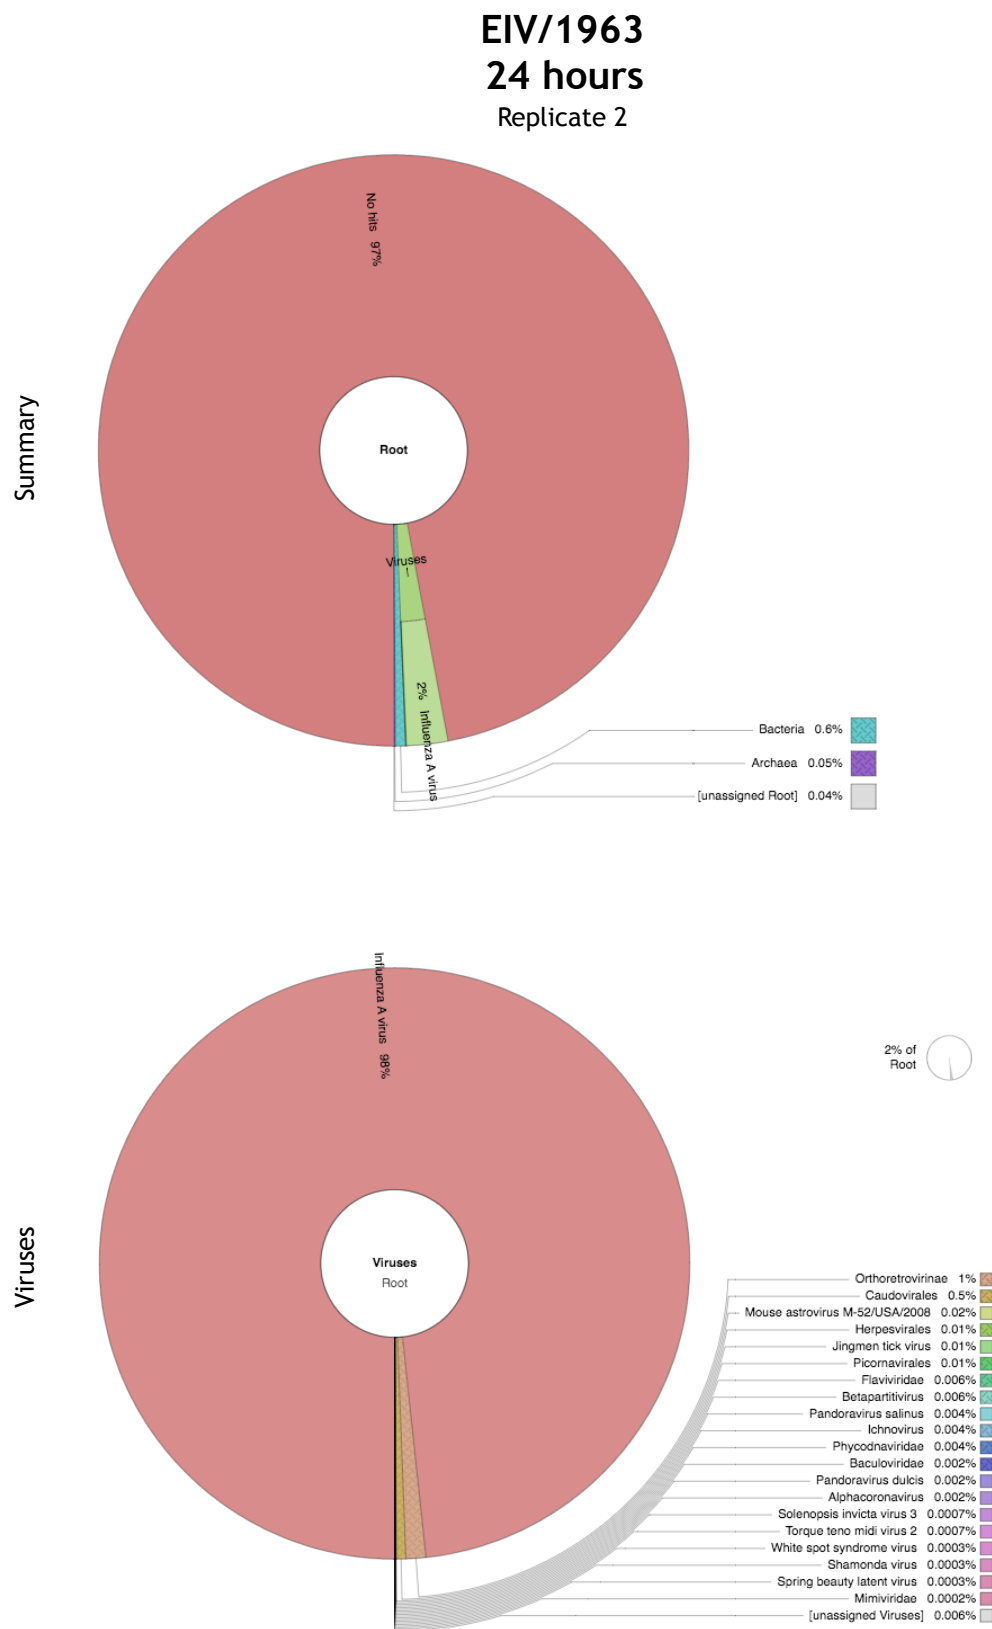 EIV/1963
24 hours
Replicate 2
Summary
No hits 97%
Root
Viruses
2% Influenza A virus
Bacteria 0.6%
Archaea 0.05%
[unassigned Root] 0.04%
Viruses
Influenza A virus 98%
2% of
Root
Viruses
Root
Orthoretrovirinae 1%
Caudovirales 0.5%
Mouse astrovirus M-52/USA/2008 0.02%
Herpesvirales 0.01%
Jingmen tick virus 0.01%
Picornavirales 0.01%
Flaviviridae 0.006%
Betapartitivirus 0.006%
Pandoravirus salinus 0.004%
Ichnovirus 0.004%
Phycodnaviridae 0.004%
Baculoviridae 0.002%
Pandoravirus dulcis 0.002%
Alphacoronavirus 0.002%
Solenopsis invicta virus 3 0.0007%
Torque teno midi virus 2 0.0007%
White spot syndrome virus 0.0003%
Shamonda virus 0.0003%
Spring beauty latent virus 0.0003%
Mimiviridae 0.0002%
[unassigned Viruses] 0.006%